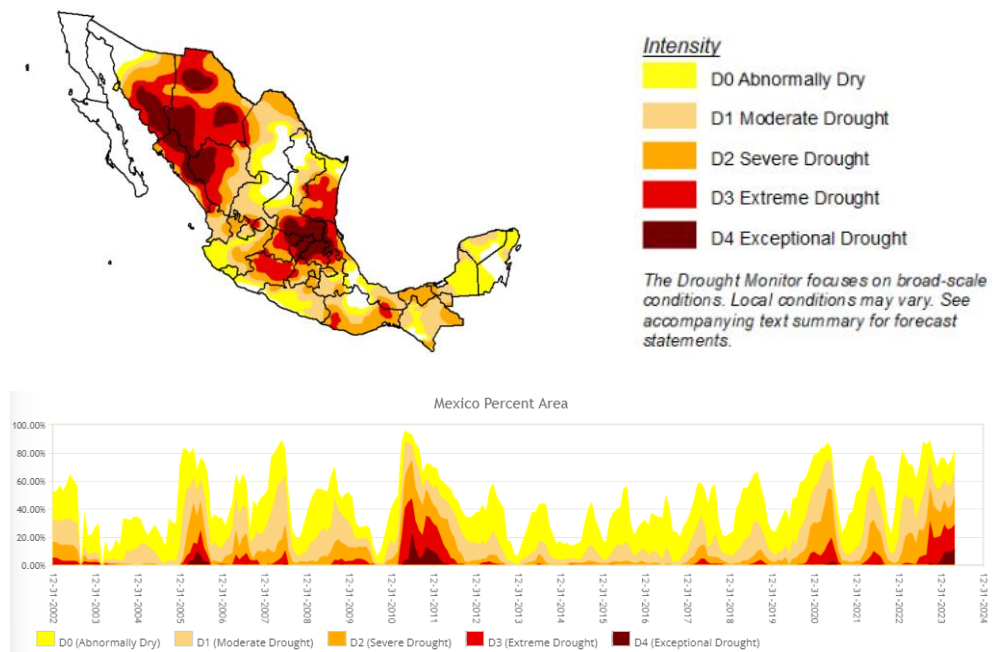 Intensity
D0 Abnormally Dry
D1 Moderate Drought
D2 Severe Drought
D3 Extreme Drought
D4 Exceptional Drought
The Drought Monitor focuses on broad-scale
conditions. Local conditions may vary. See
accompanying text summary for forecast
statements.
Mexico Percent Area
100.00%
80.00%
60.00%
40.00%
20.00%
0.00%
12-31-2002
12-31-2003
12-31-2004
12-31-2005
12-31-2006
12-31-2007
12-31-2008
12-31-2009
12-31-2010
12-31-2011
12-31-2012
12-31-2013
12-31-2014
12-31-2015
12-31-2016
12-31-2017
12-31-2018
12-31-2019
12-31-2020
12-31-2021
12-31-2022
12-31-2023
12-31-2024
D0 (Abnormally Dry)
D1 (Moderate Drought)
D2 (Severe Drought)
D3 (Extreme Drought)
D4 (Exceptional Drought)